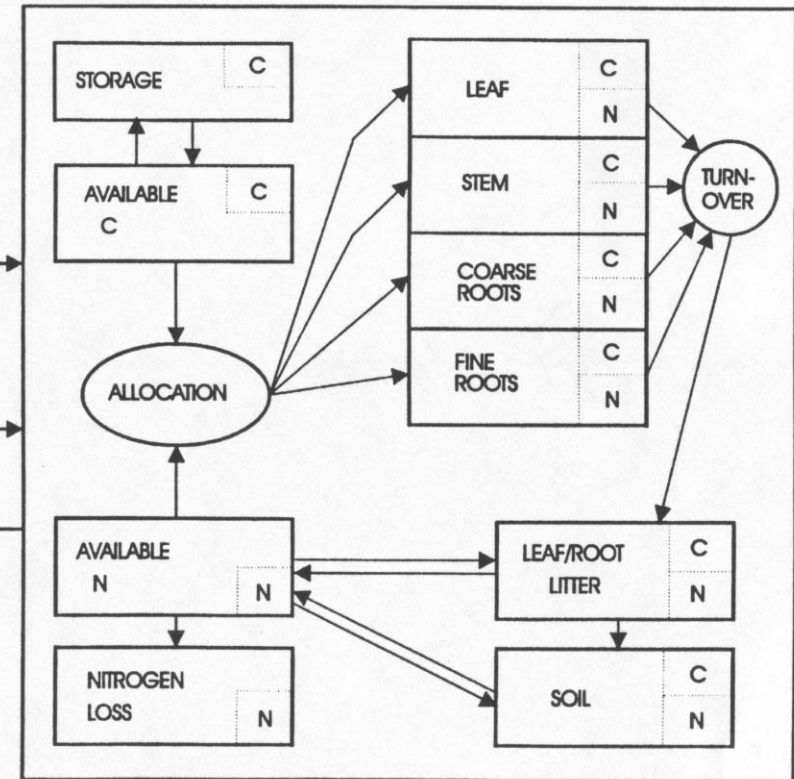 STORAGE
C
AVAILABLE
C
C
ALLOCATION
AVAILABLE
N
N
NITROGEN
LOSS
N
LEAF
C
N
STEM
C
N
COARSE
ROOTS
C
N
FINE
ROOTS
C
N
TURN-
OVER
LEAF/ROOT
LITTER
C
N
SOIL
C
N